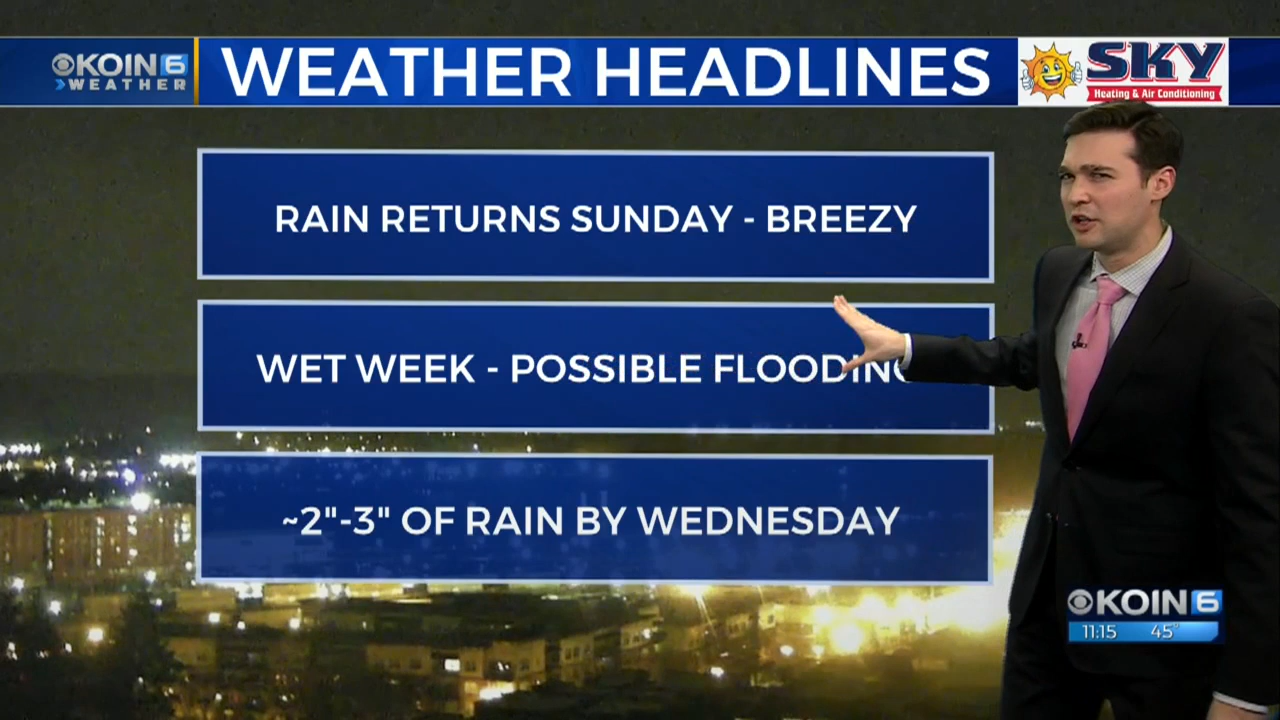 KOIN 6
WEATHER
WEATHER HEADLINES
SKY
Heating & Air Conditioning
RAIN RETURNS SUNDAY - BREEZY
WET WEEK - POSSIBLE FLOODING
~2"-3" OF RAIN BY WEDNESDAY
KOIN 6
11:15 45°